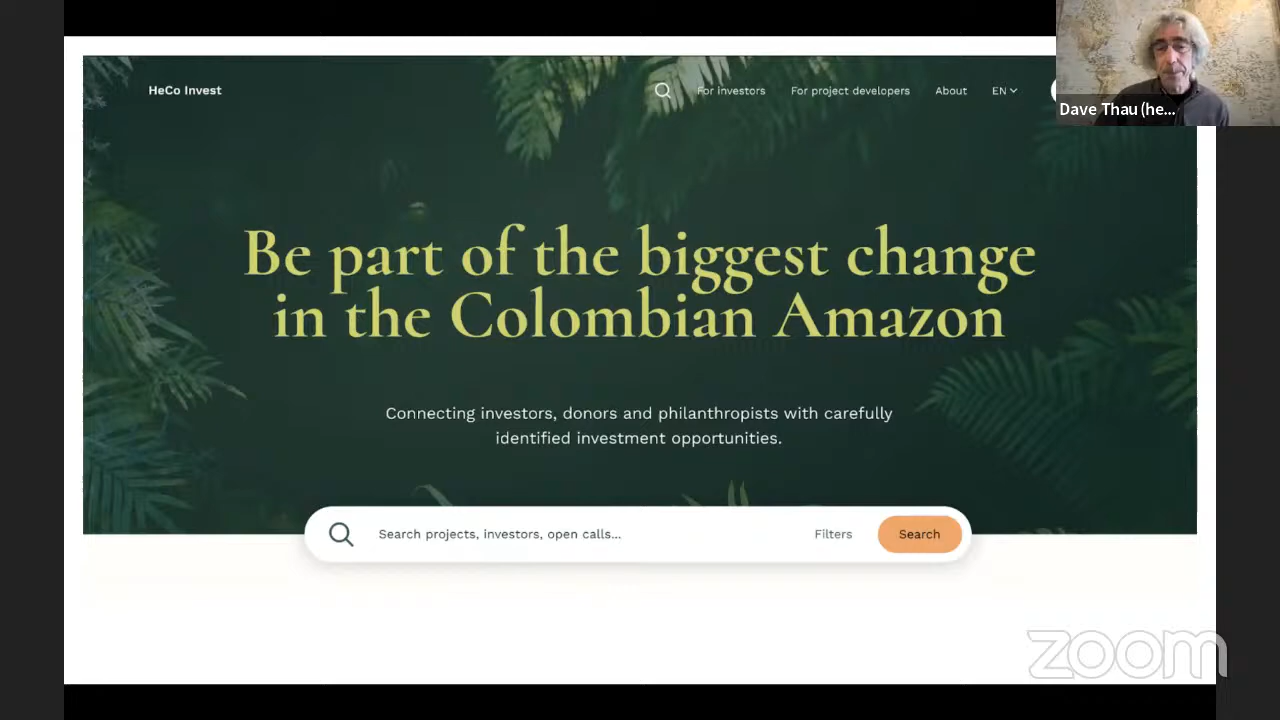 HeCo Invest
For investors
For project developers
About
EN
Dave Thau (he...
Be part of the biggest change
in the Colombian Amazon
Connecting investors, donors and philanthropists with carefully
identified investment opportunities.
Search projects, investors, open calls...
Filters
Search
zoom